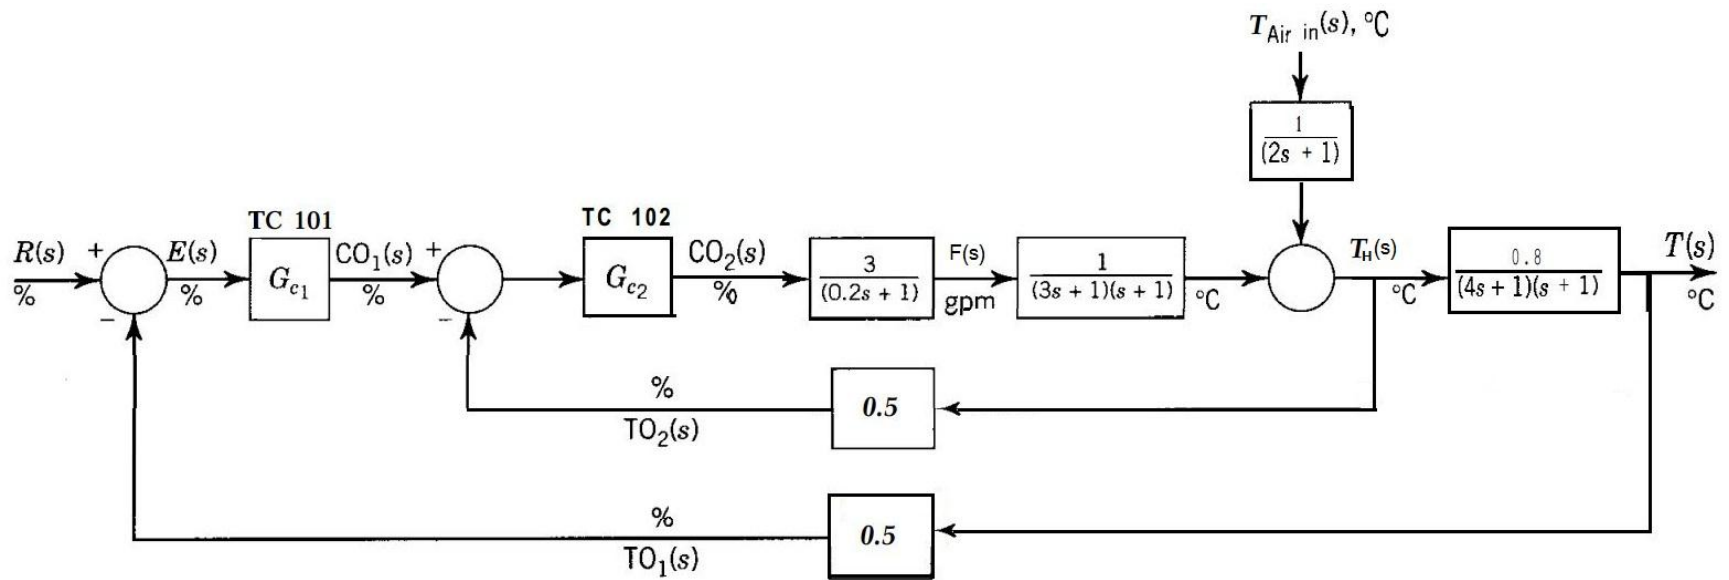 T_Air in(s), °C
1
(2s + 1)
TC 101
TC 102
R(s)
%
+
−
E(s)
%
G_c1
CO_1(s)
%
+
−
G_c2
CO_2(s)
%
3
(0.2s + 1)
F(s)
gpm
1
(3s + 1)(s + 1)
°C
T_H(s)
°C
0.8
(4s + 1)(s + 1)
T(s)
°C
%
TO_2(s)
0.5
%
TO_1(s)
0.5